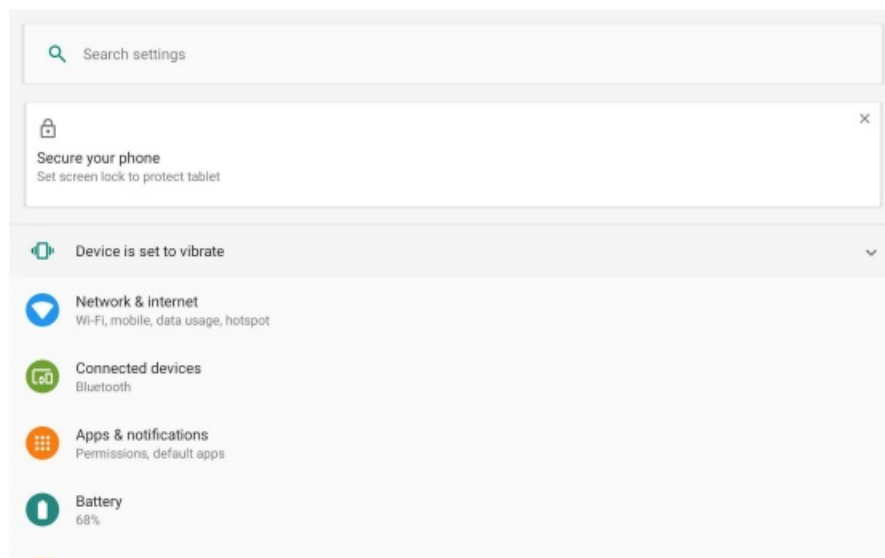 Search settings
Secure your phone
Set screen lock to protect tablet
Device is set to vibrate
Network & internet
Wi-Fi, mobile, data usage, hotspot
Connected devices
Bluetooth
Apps & notifications
Permissions, default apps
Battery
68%